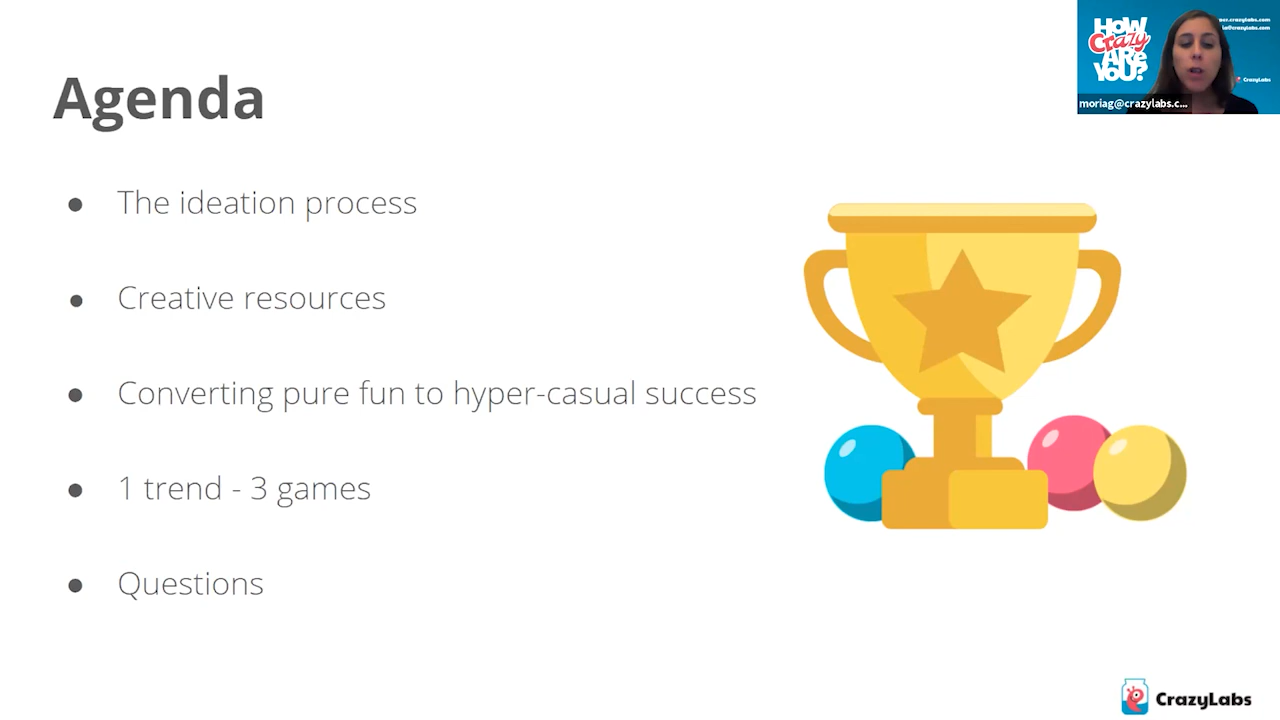 Agenda
The ideation process
Creative resources
Converting pure fun to hyper-casual success
1 trend - 3 games
Questions
HOW
Crazy
ARE
YOU?
CrazyLabs
moriag@crazylabs.c...
CrazyLabs